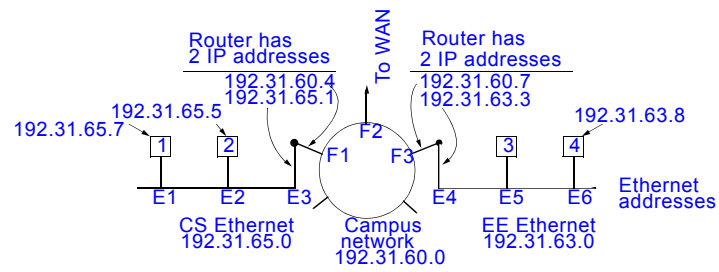 Router has
2 IP addresses
192.31.60.4
192.31.65.1
To WAN
Router has
2 IP addresses
192.31.60.7
192.31.63.3
192.31.65.7
192.31.65.5
192.31.63.8
1
2
F1
F2
F3
3
4
E1
E2
E3
E4
E5
E6
Ethernet
addresses
CS Ethernet
192.31.65.0
Campus
network
192.31.60.0
EE Ethernet
192.31.63.0